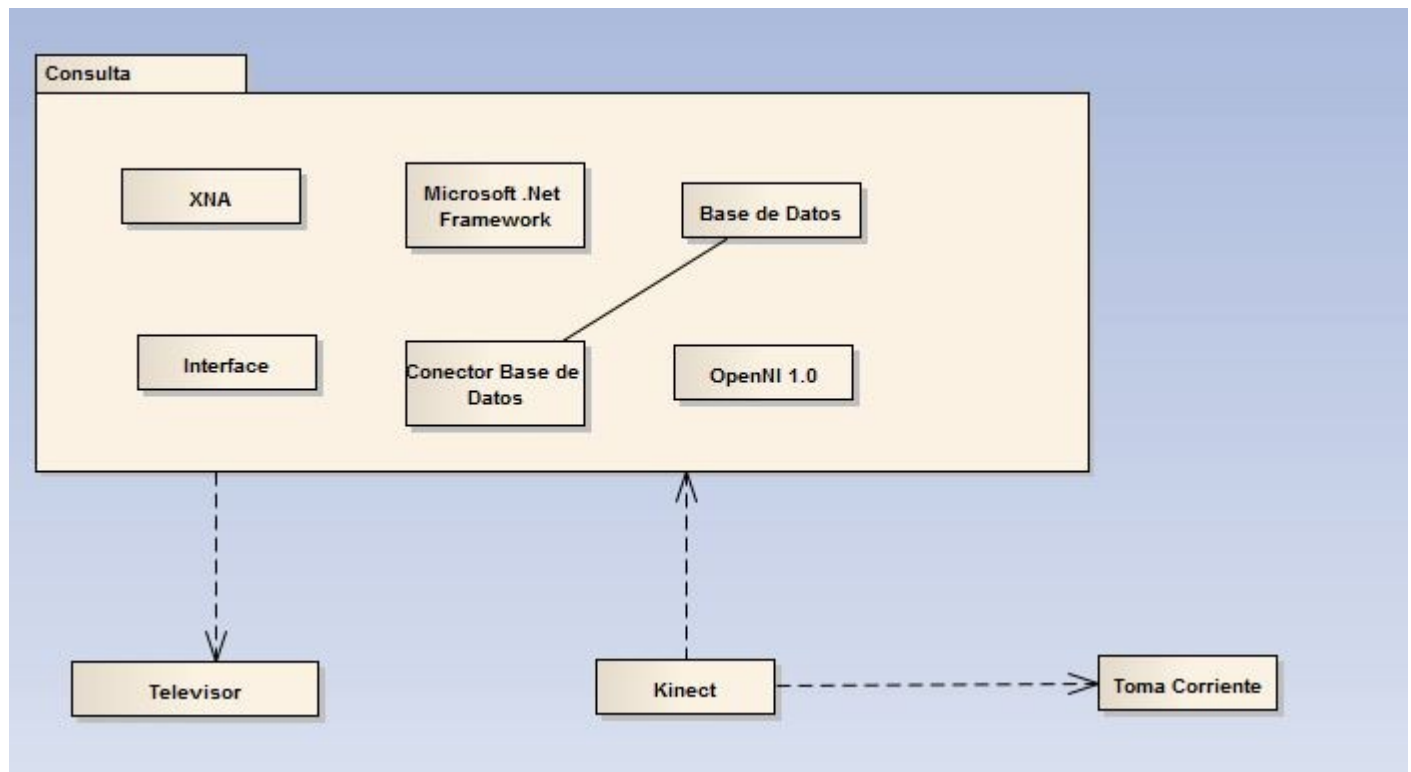 Consulta
XNA
Microsoft .Net
Framework
Base de Datos
Interface
Conector Base de
Datos
OpenNI 1.0
Televisor
Kinect
Toma Corriente